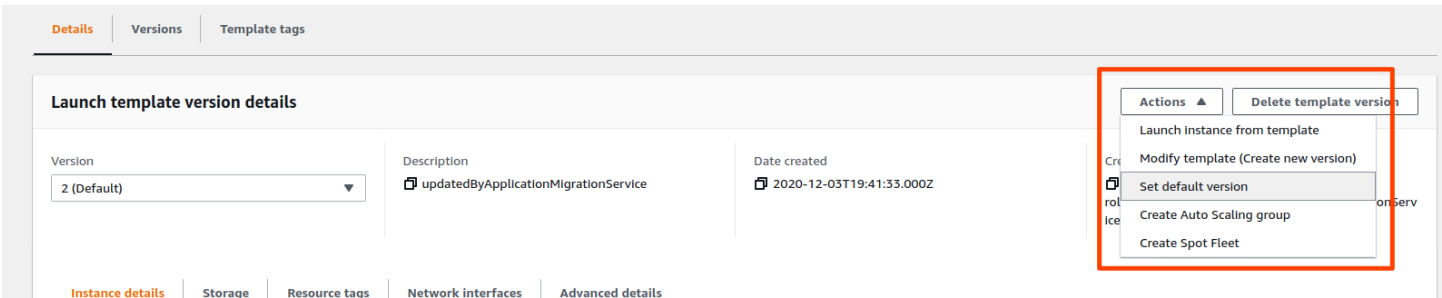 Details Versions Template tags
Launch template version details
Actions Delete template version
Launch instance from template
Modify template (Create new version)
Set default version
Create Auto Scaling group
Create Spot Fleet
Version
2 (Default)
Description
updatedByApplicationMigrationService
Date created
2020-12-03T19:41:33.000Z
Instance details Storage Resource tags Network interfaces Advanced details